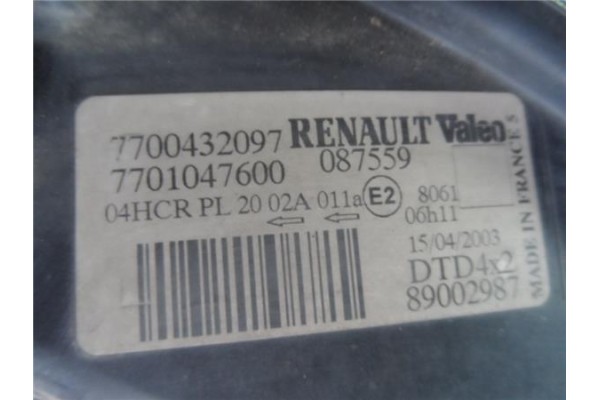 7700432097 RENAULT Valeo
7701047600 087559
04HCR PL 20 02A 011a E2 8061
06h11
15/04/2003
DTD4x2
89002987
MADE IN FRANCE 5